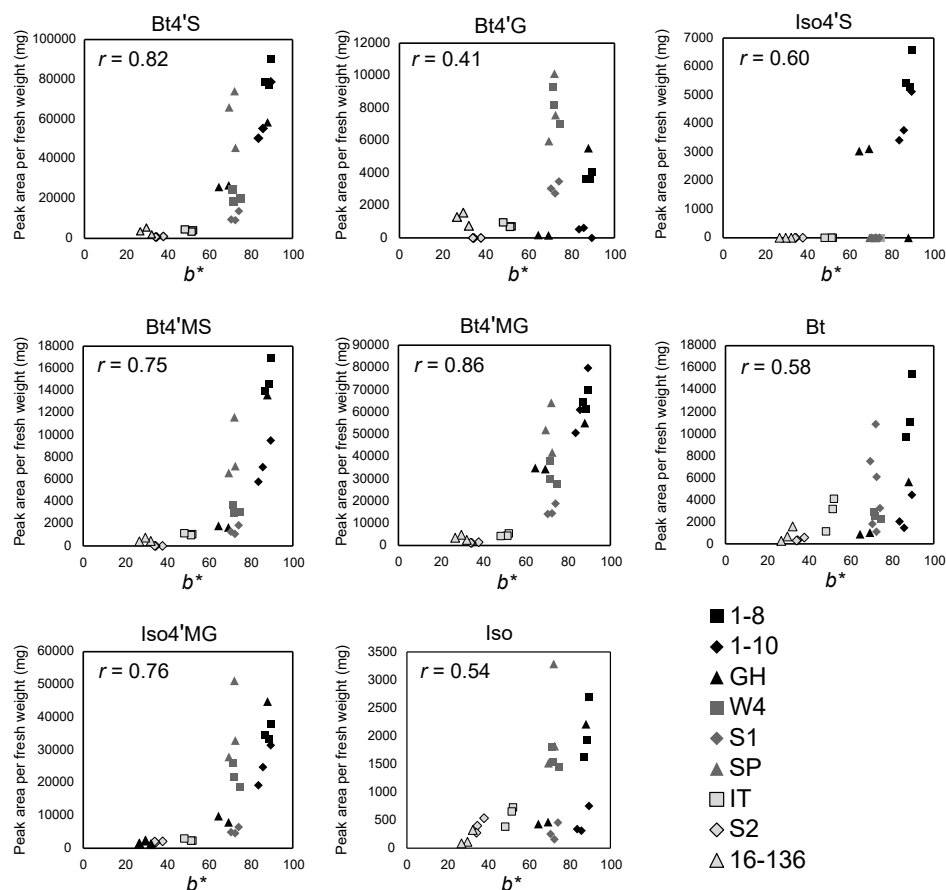 Bt4'S
Peak area per fresh weight (mg)
100000
80000
60000
40000
20000
0
r = 0.82
0 20 40 60 80 100
b*
Bt4'G
Peak area per fresh weight (mg)
12000
10000
8000
6000
4000
2000
0
r = 0.41
0 20 40 60 80 100
b*
Iso4'S
Peak area per fresh weight (mg)
7000
6000
5000
4000
3000
2000
1000
0
r = 0.60
0 20 40 60 80 100
b*
Bt4'MS
Peak area per fresh weight (mg)
18000
16000
14000
12000
10000
8000
6000
4000
2000
0
r = 0.75
0 20 40 60 80 100
b*
Bt4'MG
Peak area per fresh weight (mg)
90000
80000
70000
60000
50000
40000
30000
20000
10000
0
r = 0.86
0 20 40 60 80 100
b*
Bt
Peak area per fresh weight (mg)
18000
16000
14000
12000
10000
8000
6000
4000
2000
0
r = 0.58
0 20 40 60 80 100
b*
Iso4'MG
Peak area per fresh weight (mg)
60000
50000
40000
30000
20000
10000
0
r = 0.76
0 20 40 60 80 100
b*
Iso
Peak area per fresh weight (mg)
3500
3000
2500
2000
1500
1000
500
0
r = 0.54
0 20 40 60 80 100
b*
1-8
1-10
GH
W4
S1
SP
IT
S2
16-136